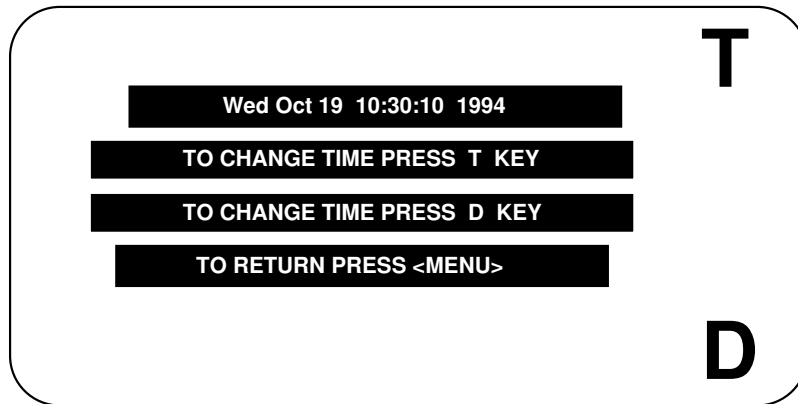 T
Wed Oct 19 10:30:10 1994
TO CHANGE TIME PRESS T KEY
TO CHANGE TIME PRESS D KEY
TO RETURN PRESS <MENU>
D